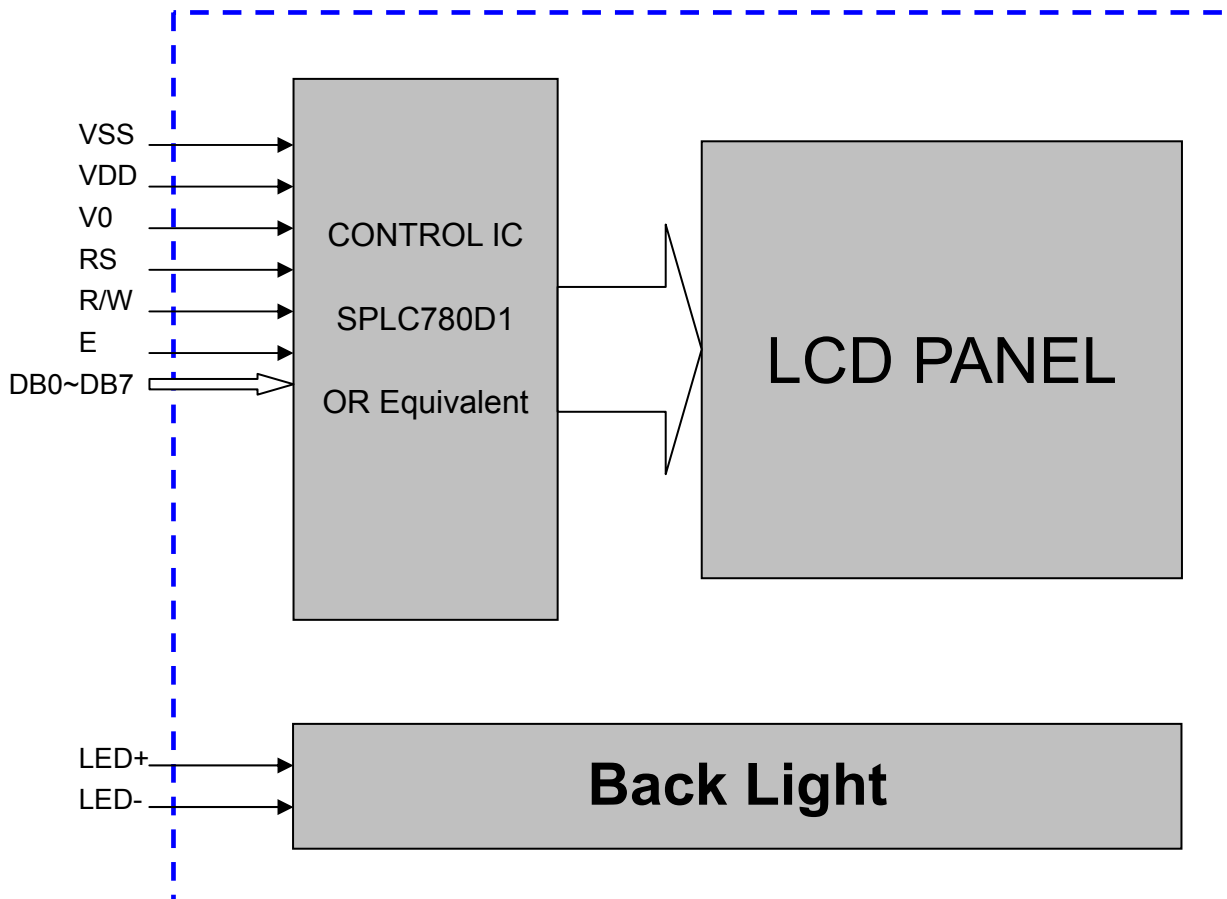 VSS
VDD
V0
RS
R/W
E
DB0~DB7
CONTROL IC
SPLC780D1
OR Equivalent
LCD PANEL
LED+
LED-
Back Light